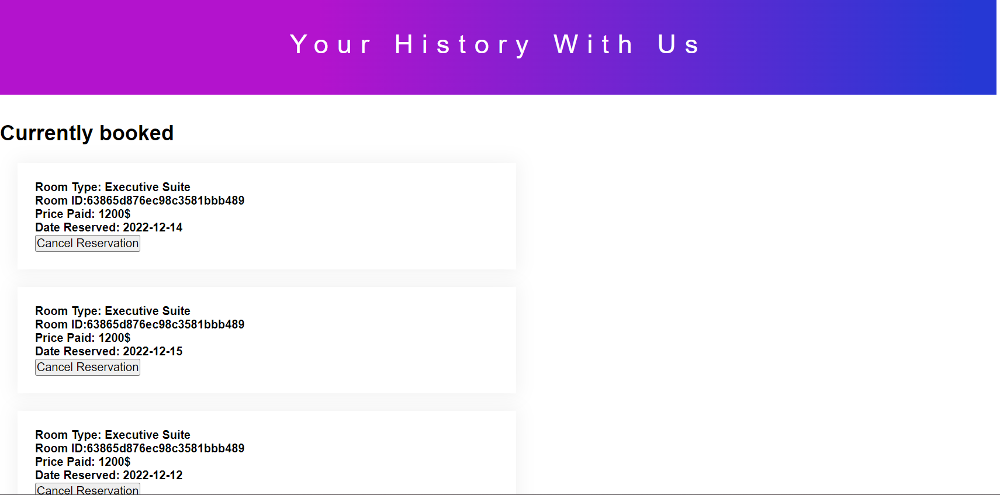 Your History With Us
Currently booked
Room Type: Executive Suite
Room ID:63865d876ec98c3581bbb489
Price Paid: 1200$
Date Reserved: 2022-12-14
Cancel Reservation
Room Type: Executive Suite
Room ID:63865d876ec98c3581bbb489
Price Paid: 1200$
Date Reserved: 2022-12-15
Cancel Reservation
Room Type: Executive Suite
Room ID:63865d876ec98c3581bbb489
Price Paid: 1200$
Date Reserved: 2022-12-12
Cancel Reservation